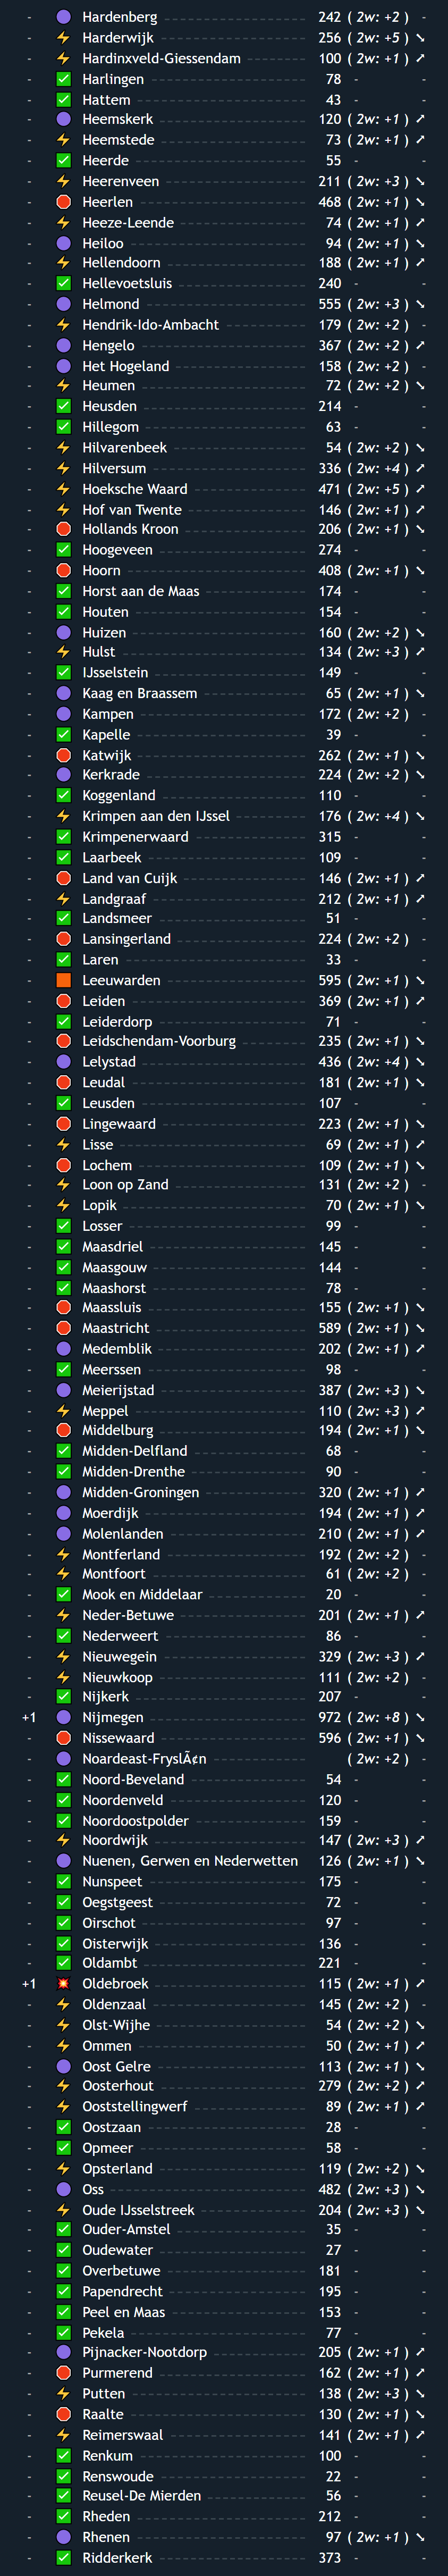 - Hardenberg 242 ( 2w: +2 ) -
- Harderwijk 256 ( 2w: +5 ) ↘
- Hardinxveld-Giessendam 100 ( 2w: +1 ) ↗
- Harlingen 78 - -
- Hattem 43 - -
- Heemskerk 120 ( 2w: +1 ) ↗
- Heemstede 73 ( 2w: +1 ) ↗
- Heerde 55 - -
- Heerenveen 211 ( 2w: +3 ) ↘
- Heerlen 468 ( 2w: +1 ) ↘
- Heeze-Leende 74 ( 2w: +1 ) ↗
- Heiloo 94 ( 2w: +1 ) ↘
- Hellendoorn 188 ( 2w: +1 ) ↗
- Hellevoetsluis 240 - -
- Helmond 555 ( 2w: +3 ) ↘
- Hendrik-Ido-Ambacht 179 ( 2w: +2 ) -
- Hengelo 367 ( 2w: +2 ) ↗
- Het Hogeland 158 ( 2w: +2 ) -
- Heumen 72 ( 2w: +2 ) ↘
- Heusden 214 - -
- Hillegom 63 - -
- Hilvarenbeek 54 ( 2w: +2 ) ↘
- Hilversum 336 ( 2w: +4 ) ↗
- Hoeksche Waard 471 ( 2w: +5 ) ↗
- Hof van Twente 146 ( 2w: +1 ) ↗
- Hollands Kroon 206 ( 2w: +1 ) ↘
- Hoogeveen 274 - -
- Hoorn 408 ( 2w: +1 ) ↘
- Horst aan de Maas 174 - -
- Houten 154 - -
- Huizen 160 ( 2w: +2 ) ↘
- Hulst 134 ( 2w: +3 ) ↗
- IJsselstein 149 - -
- Kaag en Braassem 65 ( 2w: +1 ) ↘
- Kampen 172 ( 2w: +2 ) -
- Kapelle 39 - -
- Katwijk 262 ( 2w: +1 ) ↘
- Kerkrade 224 ( 2w: +2 ) ↘
- Koggenland 110 - -
- Krimpen aan den IJssel 176 ( 2w: +4 ) ↘
- Krimpenerwaard 315 - -
- Laarbeek 109 - -
- Land van Cuijk 146 ( 2w: +1 ) ↗
- Landgraaf 212 ( 2w: +1 ) ↗
- Landsmeer 51 - -
- Lansingerland 224 ( 2w: +2 ) -
- Laren 33 - -
- Leeuwarden 595 ( 2w: +1 ) ↘
- Leiden 369 ( 2w: +1 ) ↗
- Leiderdorp 71 - -
- Leidschendam-Voorburg 235 ( 2w: +1 ) ↘
- Lelystad 436 ( 2w: +4 ) ↘
- Leudal 181 ( 2w: +1 ) ↘
- Leusden 107 - -
- Lingewaard 223 ( 2w: +1 ) ↘
- Lisse 69 ( 2w: +1 ) ↗
- Lochem 109 ( 2w: +1 ) ↘
- Loon op Zand 131 ( 2w: +2 ) -
- Lopik 70 ( 2w: +1 ) ↘
- Losser 99 - -
- Maasdriel 145 - -
- Maasgouw 144 - -
- Maashorst 78 - -
- Maassluis 155 ( 2w: +1 ) ↘
- Maastricht 589 ( 2w: +1 ) ↘
- Medemblik 202 ( 2w: +1 ) ↗
- Meerssen 98 - -
- Meierijstad 387 ( 2w: +3 ) ↘
- Meppel 110 ( 2w: +3 ) ↗
- Middelburg 194 ( 2w: +1 ) ↘
- Midden-Delfland 68 - -
- Midden-Drenthe 90 - -
- Midden-Groningen 320 ( 2w: +1 ) ↗
- Moerdijk 194 ( 2w: +1 ) ↗
- Molenlanden 210 ( 2w: +1 ) ↗
- Montferland 192 ( 2w: +2 ) -
- Montfoort 61 ( 2w: +2 ) -
- Mook en Middelaar 20 - -
- Neder-Betuwe 201 ( 2w: +1 ) ↗
- Nederweert 86 - -
- Nieuwegein 329 ( 2w: +3 ) ↗
- Nieuwkoop 111 ( 2w: +2 ) -
- Nijkerk 207 - -
+1 Nijmegen 972 ( 2w: +8 ) ↘
- Nissewaard 596 ( 2w: +1 ) ↘
- Noardeast-FryslÃ¢n ( 2w: +2 ) -
- Noord-Beveland 54 - -
- Noordenveld 120 - -
- Noordoostpolder 159 - -
- Noordwijk 147 ( 2w: +3 ) ↗
- Nuenen, Gerwen en Nederwetten 126 ( 2w: +1 ) ↘
- Nunspeet 175 - -
- Oegstgeest 72 - -
- Oirschot 97 - -
- Oisterwijk 136 - -
- Oldambt 221 - -
+1 Oldebroek 115 ( 2w: +1 ) ↗
- Oldenzaal 145 ( 2w: +2 ) -
- Olst-Wijhe 54 ( 2w: +2 ) ↘
- Ommen 50 ( 2w: +1 ) ↗
- Oost Gelre 113 ( 2w: +1 ) ↘
- Oosterhout 279 ( 2w: +2 ) ↗
- Ooststellingwerf 89 ( 2w: +1 ) ↗
- Oostzaan 28 - -
- Opmeer 58 - -
- Opsterland 119 ( 2w: +2 ) ↘
- Oss 482 ( 2w: +3 ) ↘
- Oude IJsselstreek 204 ( 2w: +3 ) ↘
- Ouder-Amstel 35 - -
- Oudewater 27 - -
- Overbetuwe 181 - -
- Papendrecht 195 - -
- Peel en Maas 153 - -
- Pekela 77 - -
- Pijnacker-Nootdorp 205 ( 2w: +1 ) ↗
- Purmerend 162 ( 2w: +1 ) ↗
- Putten 138 ( 2w: +3 ) ↘
- Raalte 130 ( 2w: +1 ) ↘
- Reimerswaal 141 ( 2w: +1 ) ↗
- Renkum 100 - -
- Renswoude 22 - -
- Reusel-De Mierden 56 - -
- Rheden 212 - -
- Rhenen 97 ( 2w: +1 ) ↘
- Ridderkerk 373 - -